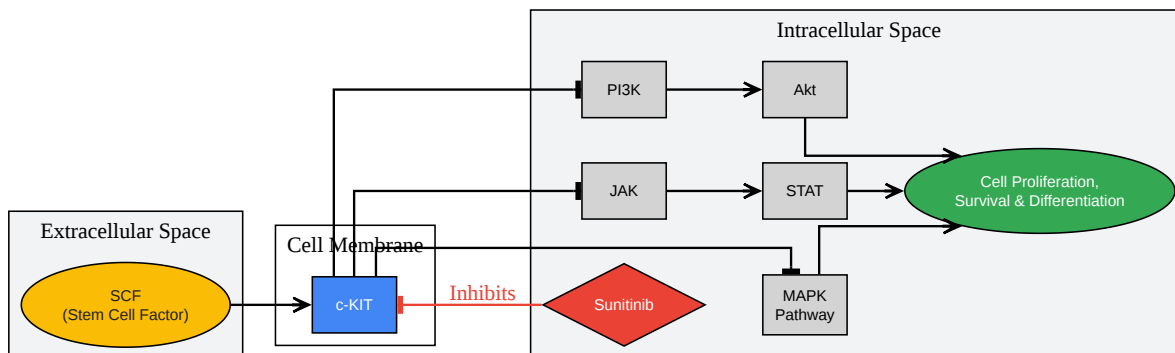 Intracellular Space
PI3K
Akt
JAK
STAT
Cell Proliferation,
Survival & Differentiation
Extracellular Space
Cell Membrane
SCF
(Stem Cell Factor)
c-KIT
Inhibits
Sunitinib
MAPK
Pathway